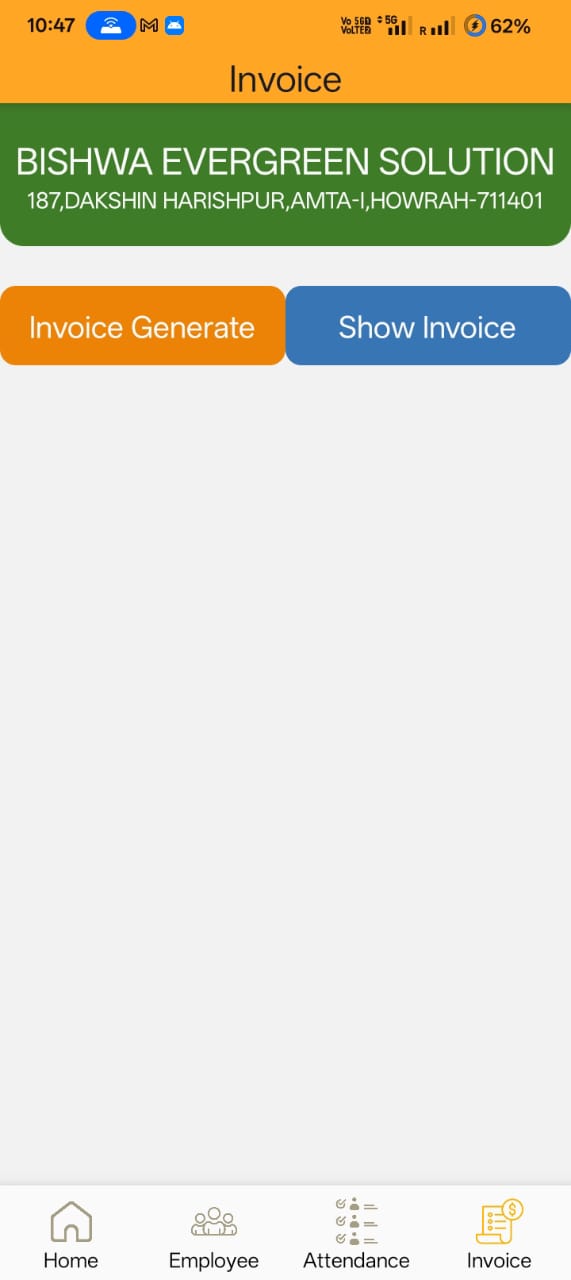 10:47
Vo 5G
VoLTE2
5G
R
62%
Invoice
BISHWA EVERGREEN SOLUTION
187,DAKSHIN HARISHPUR,AMTA-I,HOWRAH-711401
Invoice Generate
Show Invoice
Home
Employee
Attendance
Invoice